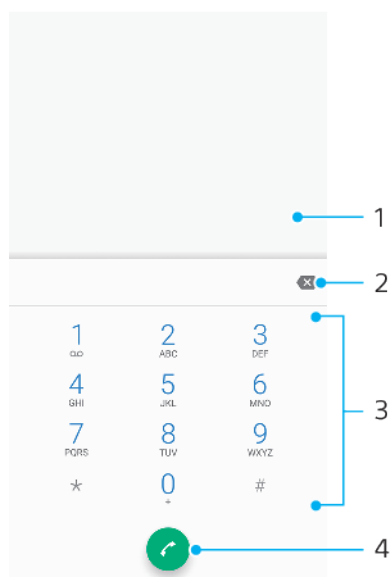 1
2
1 2 3
ABC DEF
4 5 6
GHI JKL MNO
3
7 8 9
PQRS TUV WXYZ
* 0 #
+
4